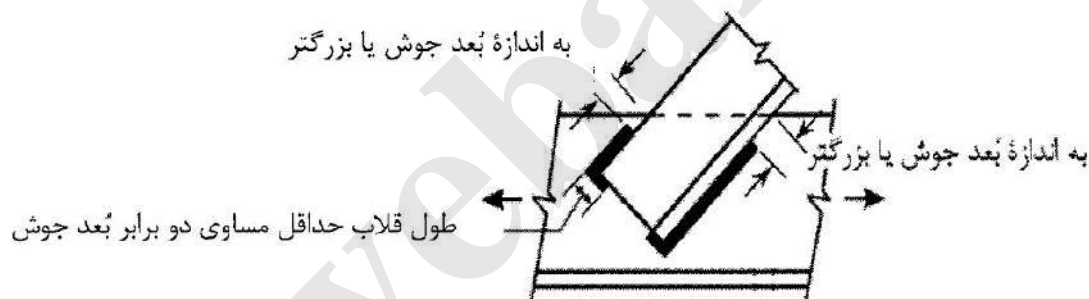 به اندازهٔ بُعد جوش یا بزرگتر
به اندازهٔ بُعد جوش یا بزرگتر
طول قلاب حداقل مساوی دو برابر بُعد جوش